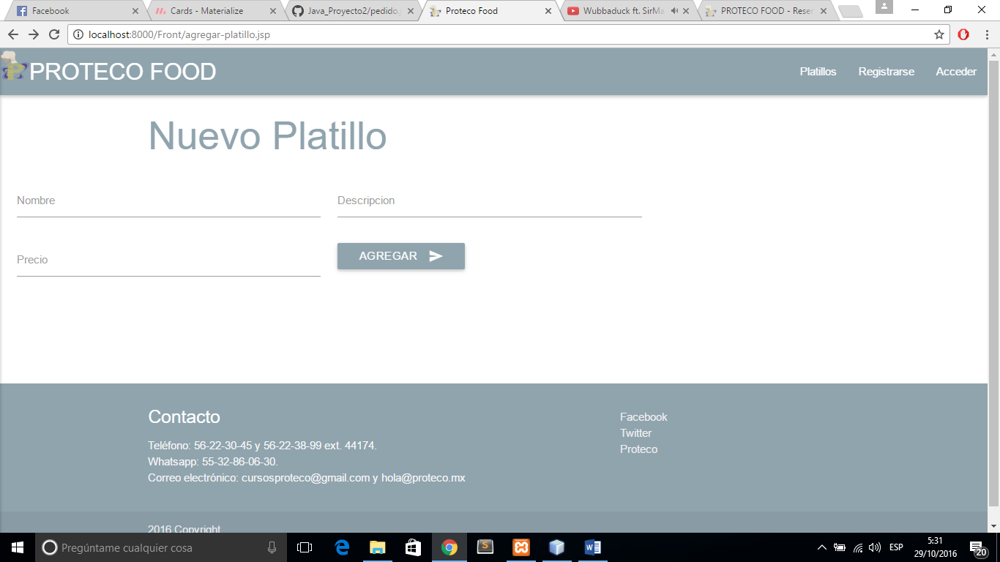 Facebook
Cards - Materialize
Java_Proyecto2/pedido.
Proteco Food
Wubbaduck ft. SirMa
PROTECO FOOD - Reser
localhost:8000/Front/agregar-platillo.jsp
PROTECO FOOD
Platillos
Registrarse
Acceder
Nuevo Platillo
Nombre
Descripcion
Precio
AGREGAR
Contacto
Teléfono: 56-22-30-45 y 56-22-38-99 ext. 44174.
Whatsapp: 55-32-86-06-30.
Correo electrónico: cursosproteco@gmail.com y hola@proteco.mx
Facebook
Twitter
Proteco
2016 Copyright
Pregúntame cualquier cosa
ESP
5:31
29/10/2016
20